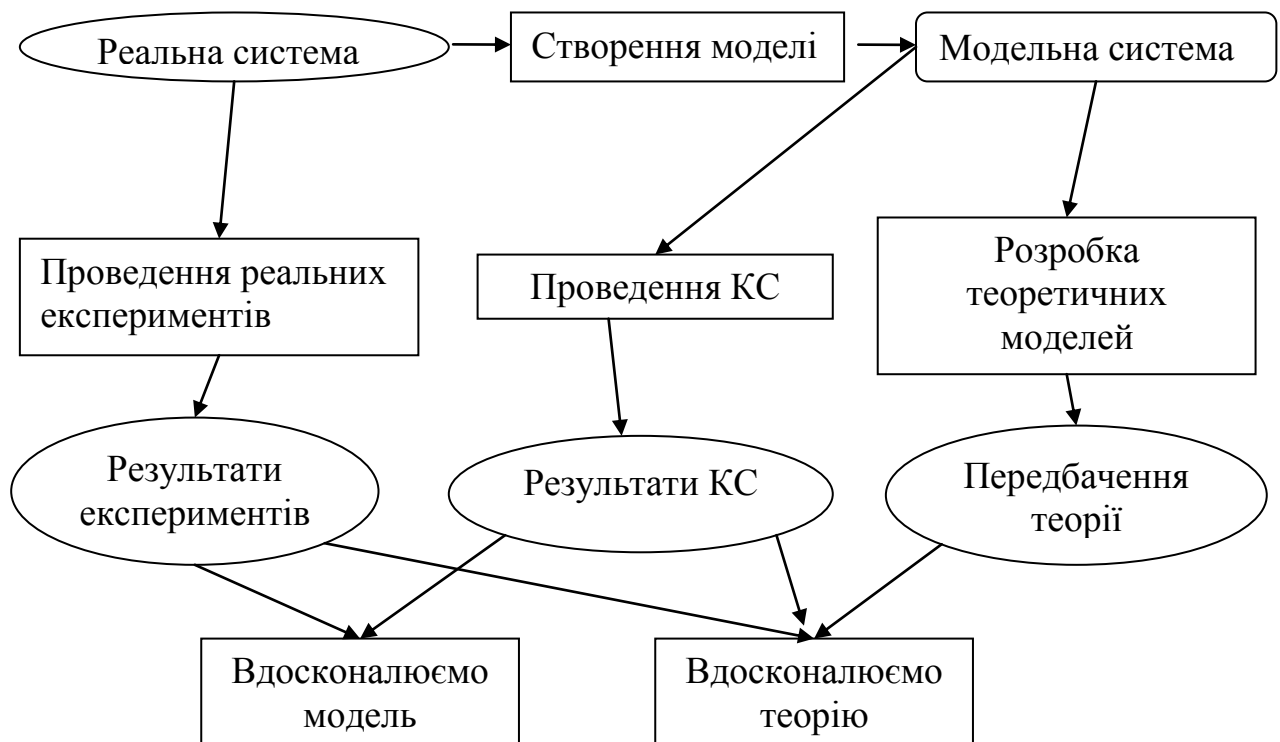 Реальна система
Створення моделі
Модельна система
Проведення реальних
експериментів
Проведення КС
Розробка
теоретичних
моделей
Результати
експериментів
Результати КС
Передбачення
теорії
Вдосконалюємо
модель
Вдосконалюємо
теорію